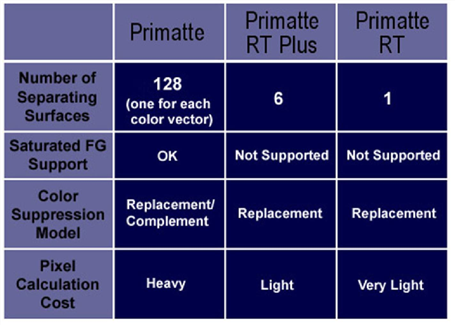 Primatte
Primatte
RT Plus
Primatte
RT
Number of
Separating
Surfaces
128
(one for each
color vector)
6
1
Saturated FG
Support
OK
Not Supported
Not Supported
Color
Suppression
Model
Replacement/
Complement
Replacement
Replacement
Pixel
Calculation
Cost
Heavy
Light
Very Light